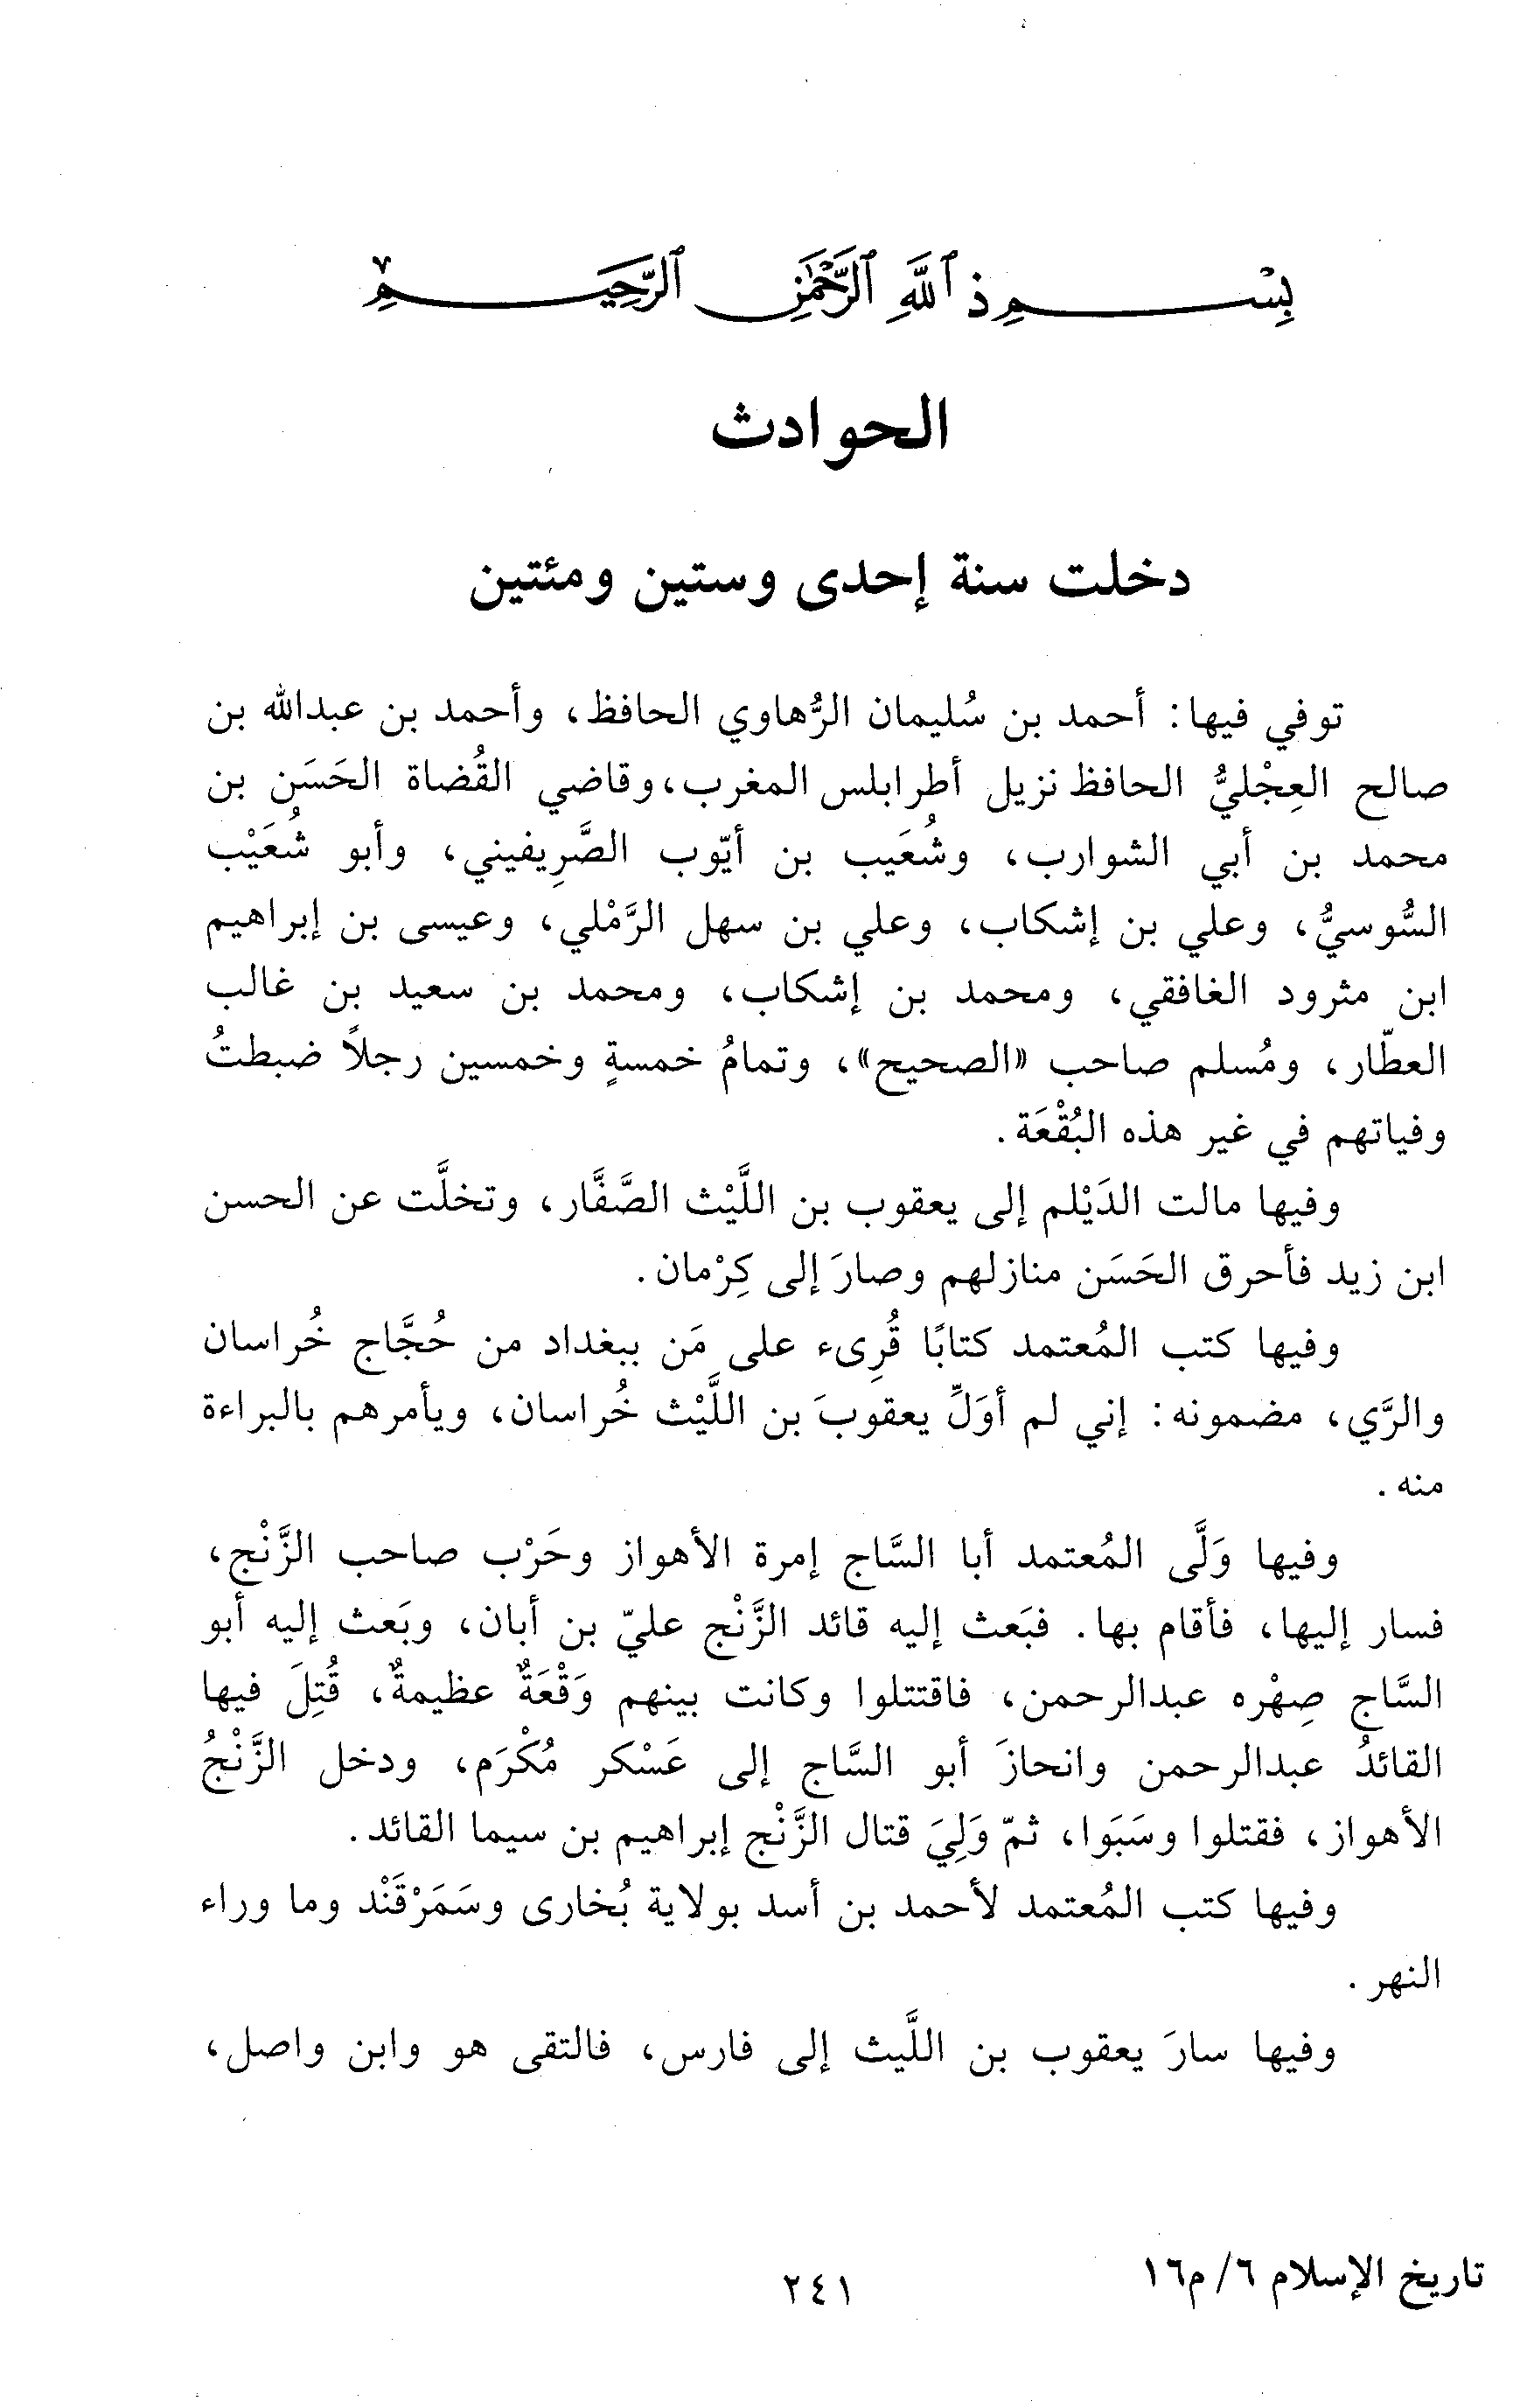 بِسْمِ ٱللَّهِ ٱلرَّحْمَٰنِ ٱلرَّحِيمِ
الحوادث
دخلت سنة إحدى وستين ومئتين
توفي فيها: أحمد بن سُليمان الرُّهاوي الحافظ، وأحمد بن عبدالله بن
صالح العِجْليُّ الحافظ نزيل أطرابلس المغرب، وقاضي القُضاة الحَسَن بن
محمد بن أبي الشوارب، وشُعَيب بن أيّوب الصَّرِيفيني، وأبو شُعَيْب
السُّوسيُّ، وعلي بن إشكاب، وعلي بن سهل الرَّمْلي، وعيسى بن إبراهيم
ابن مثرود الغافقي، ومحمد بن إشكاب، ومحمد بن سعيد بن غالب
العطّار، ومُسلم صاحب «الصحيح»، وتمامُ خمسةٍ وخمسين رجلاً ضبطتُ
وفياتهم في غير هذه البُقْعَة.
وفيها مالت الدَيْلم إلى يعقوب بن اللَّيْث الصَّفَّار، وتخلَّت عن الحسن
ابن زيد فأحرق الحَسَن منازلهم وصارَ إلى كِرْمان.
وفيها كتب المُعتمد كتابًا قُرِىء على مَن ببغداد من حُجَّاج خُراسان
والرَّي، مضمونه: إني لم أوَلِّ يعقوبَ بن اللَّيْث خُراسان، ويأمرهم بالبراءة
منه.
وفيها وَلَّى المُعتمد أبا السَّاج إمرة الأهواز وحَرْب صاحب الزَّنْج،
فسار إليها، فأقام بها. فبَعث إليه قائد الزَّنْج عليّ بن أبان، وبَعث إليه أبو
السَّاج صِهْره عبدالرحمن، فاقتتلوا وكانت بينهم وَقْعَةٌ عظيمةٌ، قُتِلَ فيها
القائدُ عبدالرحمن وانحازَ أبو السَّاج إلى عَسْكر مُكْرَم، ودخل الزَّنْجُ
الأهواز، فقتلوا وسَبَوا، ثمّ وَلِيَ قتال الزَّنْج إبراهيم بن سيما القائد.
وفيها كتب المُعتمد لأحمد بن أسد بولاية بُخارى وسَمَرْقَنْد وما وراء
النهر.
وفيها سارَ يعقوب بن اللَّيث إلى فارس، فالتقى هو وابن واصل،
تاريخ الإسلام ٦/ م١٦
٢٤١